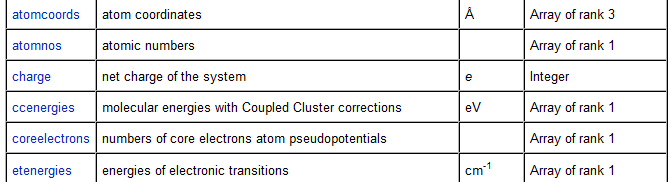 atomcoords atom coordinates Å Array of rank 3
atomnos atomic numbers Array of rank 1
charge net charge of the system e Integer
ccenergies molecular energies with Coupled Cluster corrections eV Array of rank 1
coreelectrons numbers of core electrons atom pseudopotentials Array of rank 1
etenergies energies of electronic transitions cm⁻¹ Array of rank 1